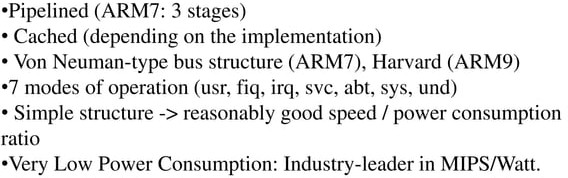 •Pipelined (ARM7: 3 stages)
• Cached (depending on the implementation)
• Von Neuman-type bus structure (ARM7), Harvard (ARM9)
•7 modes of operation (usr, fiq, irq, svc, abt, sys, und)
• Simple structure -> reasonably good speed / power consumption
ratio
•Very Low Power Consumption: Industry-leader in MIPS/Watt.